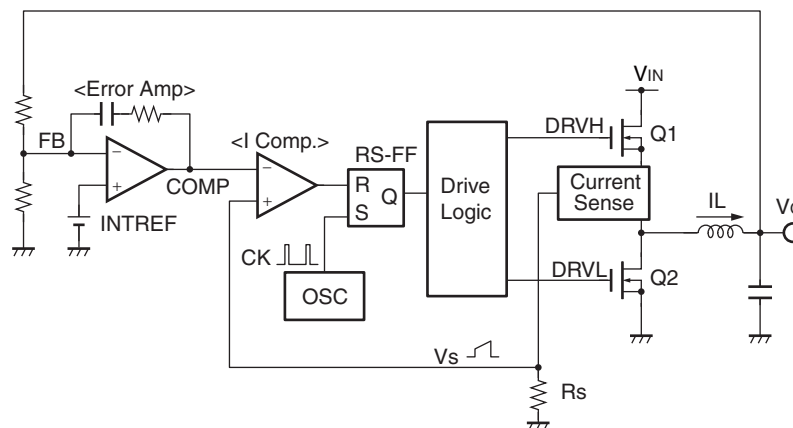 <Error Amp>
VIN
<I Comp.>
DRVH
Q1
FB
RS-FF
−
+
COMP
−
+
R
S
Q
Drive
Logic
Current
Sense
IL
INTREF
CK
OSC
DRVL
Q2
Vs
Rs